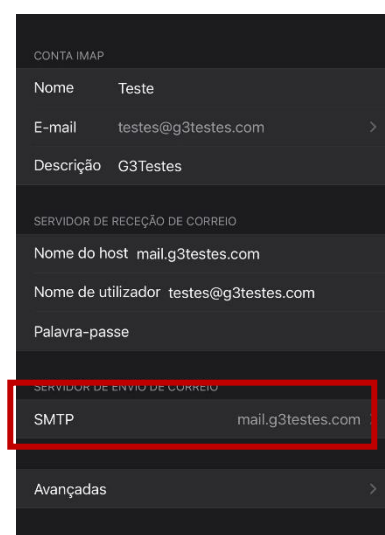 CONTA IMAP
Nome Teste
E-mail testes@g3testes.com
Descrição G3Testes
SERVIDOR DE RECEÇÃO DE CORREIO
Nome do host mail.g3testes.com
Nome de utilizador testes@g3testes.com
Palavra-passe
SERVIDOR DE ENVIO DE CORREIO
SMTP mail.g3testes.com
Avançadas